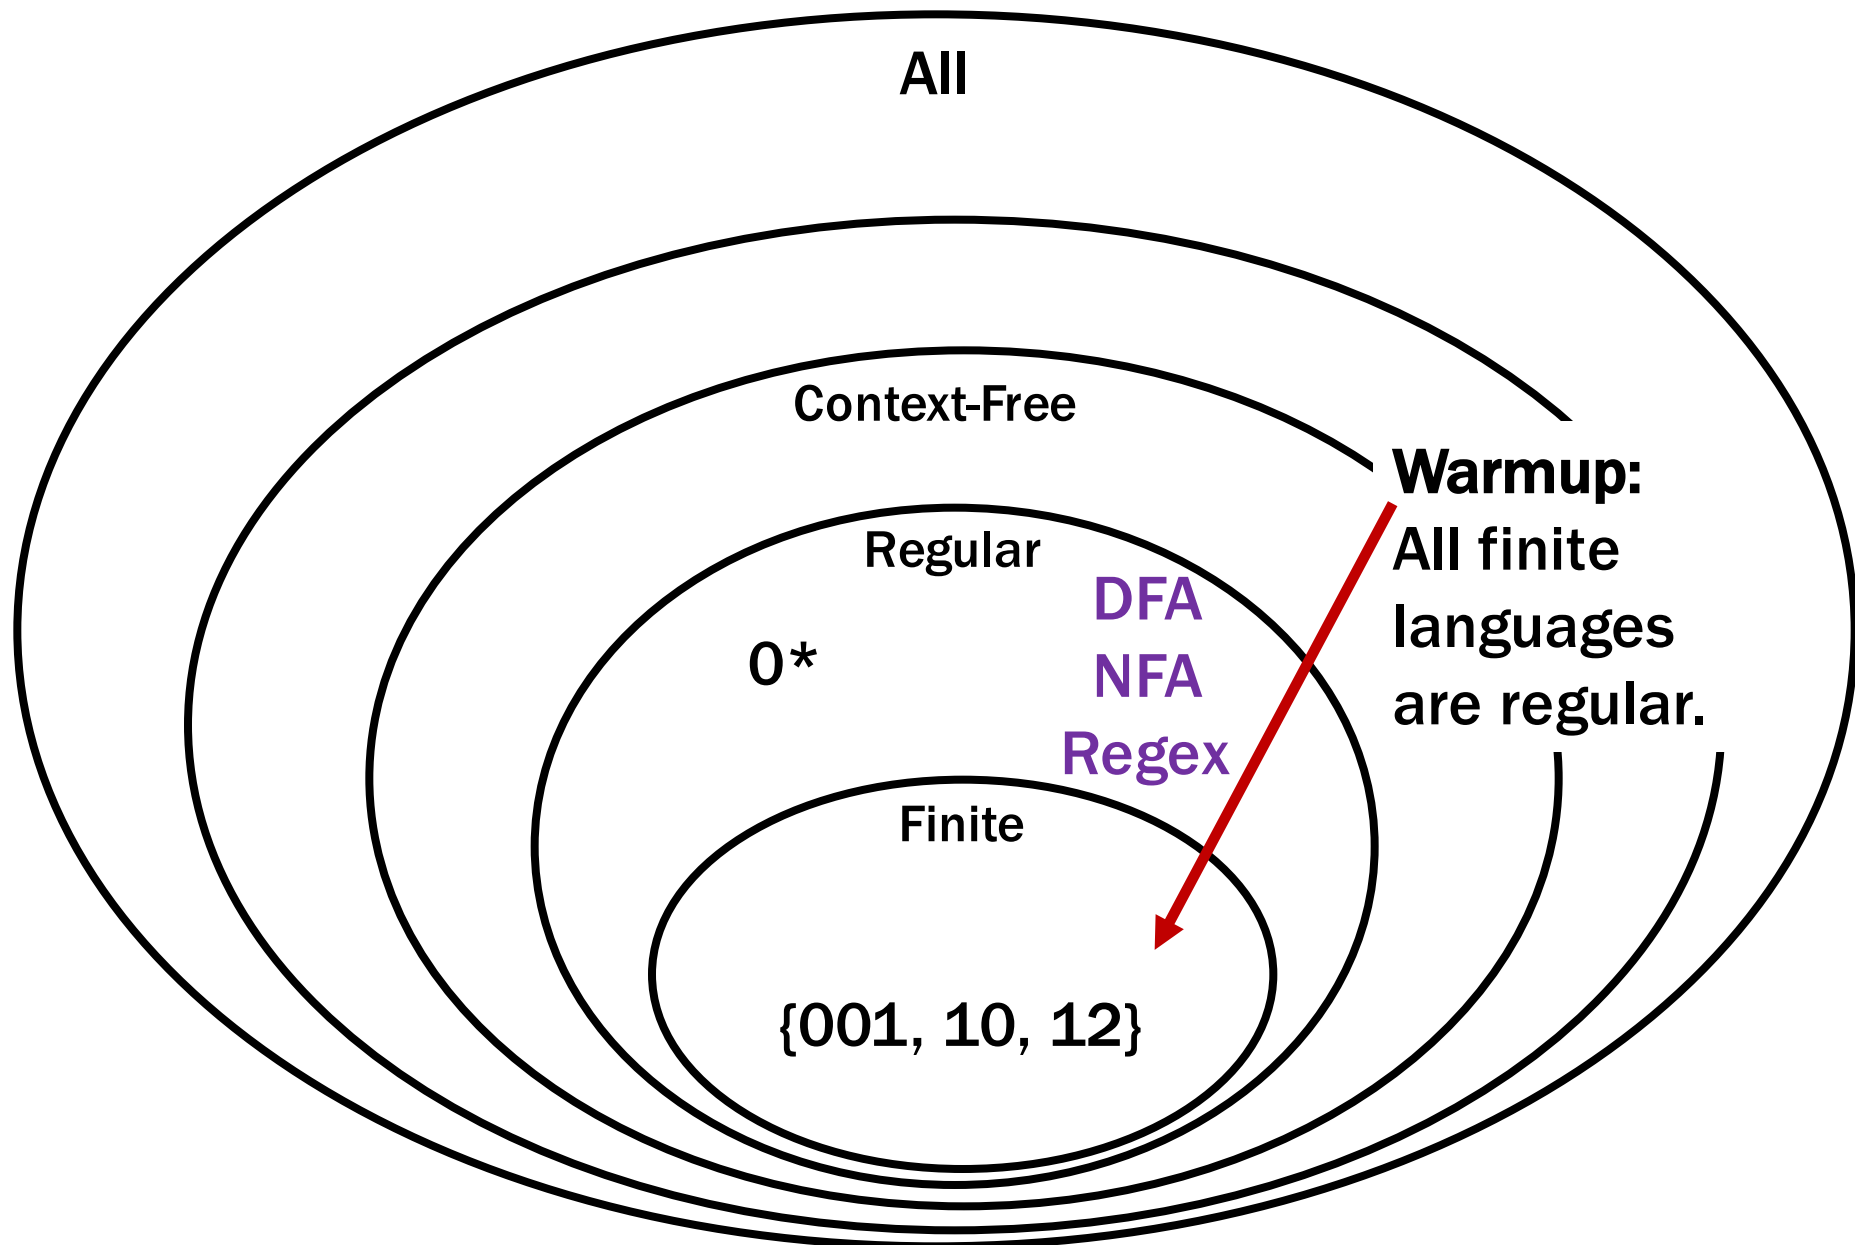 All
Context-Free
Warmup:
All finite
languages
are regular.
Regular
DFA
NFA
Regex
0*
Finite
{001, 10, 12}